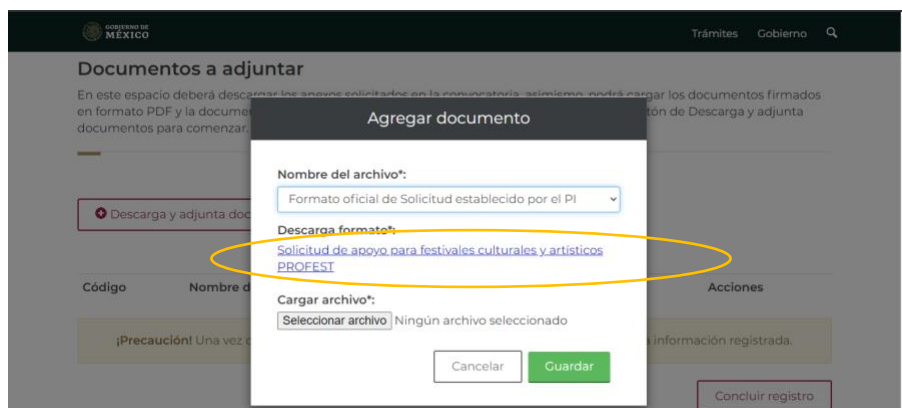 GOBIERNO DE
MÉXICO
Trámites Gobierno
Documentos a adjuntar
En este espacio deberá descargar los anexos solicitados en la convocatoria, asimismo, podrá cargar los documentos firmados
en formato PDF y la docume tón de Descarga y adjunta
documentos para comenzar.
Agregar documento
Nombre del archivo*:
Formato oficial de Solicitud establecido por el PI
Descarga y adjunta doc
Descarga formato*:
Solicitud de apoyo para festivales culturales y artísticos
PROFEST
Código Nombre d Acciones
Cargar archivo*:
Seleccionar archivo Ningún archivo seleccionado
¡Precaución! Una vez información registrada.
Cancelar Guardar
Concluir registro